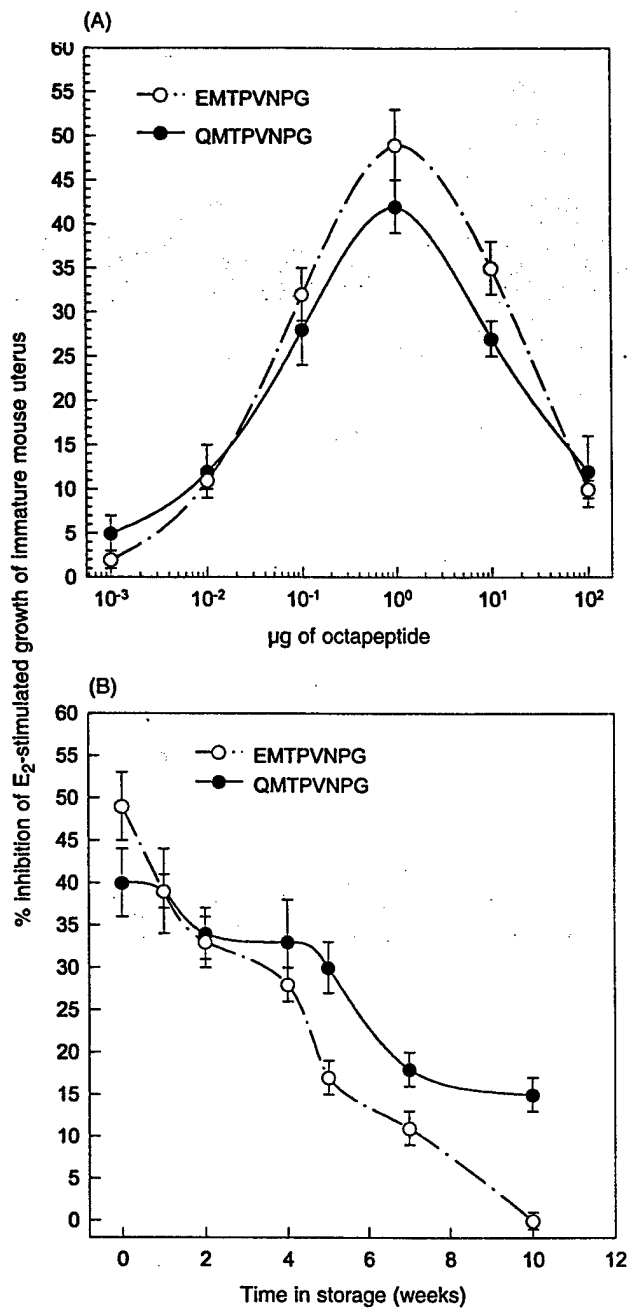 (A)
60
55
50
45
40
35
30
25
20
15
10
5
0
EMTPVNPG
QMTPVNPG
10⁻³ 10⁻² 10⁻¹ 10⁰ 10¹ 10²
µg of octapeptide
% inhibition of E₂-stimulated growth of immature mouse uterus
(B)
60
55
50
45
40
35
30
25
20
15
10
5
0
EMTPVNPG
QMTPVNPG
0 2 4 6 8 10 12
Time in storage (weeks)